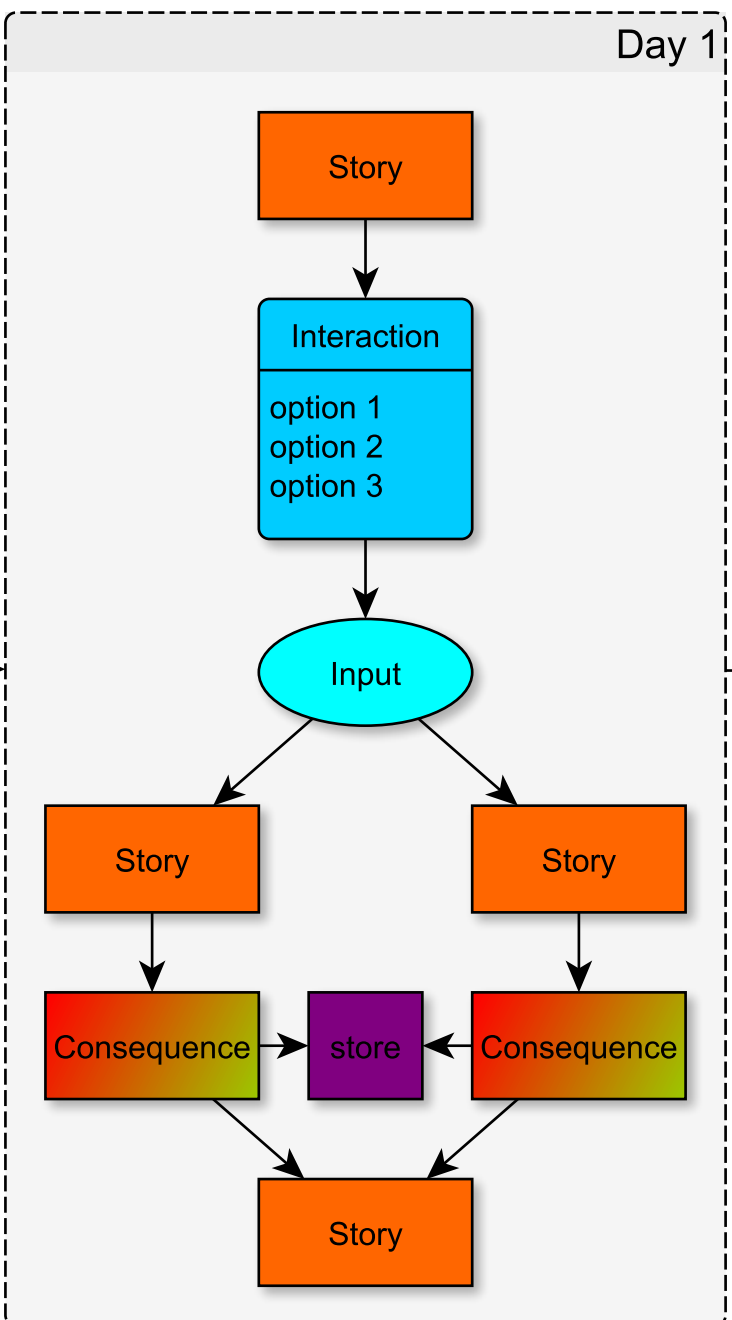 Day 1
Story
Interaction
option 1
option 2
option 3
Input
Story
Story
Consequence
store
Consequence
Story